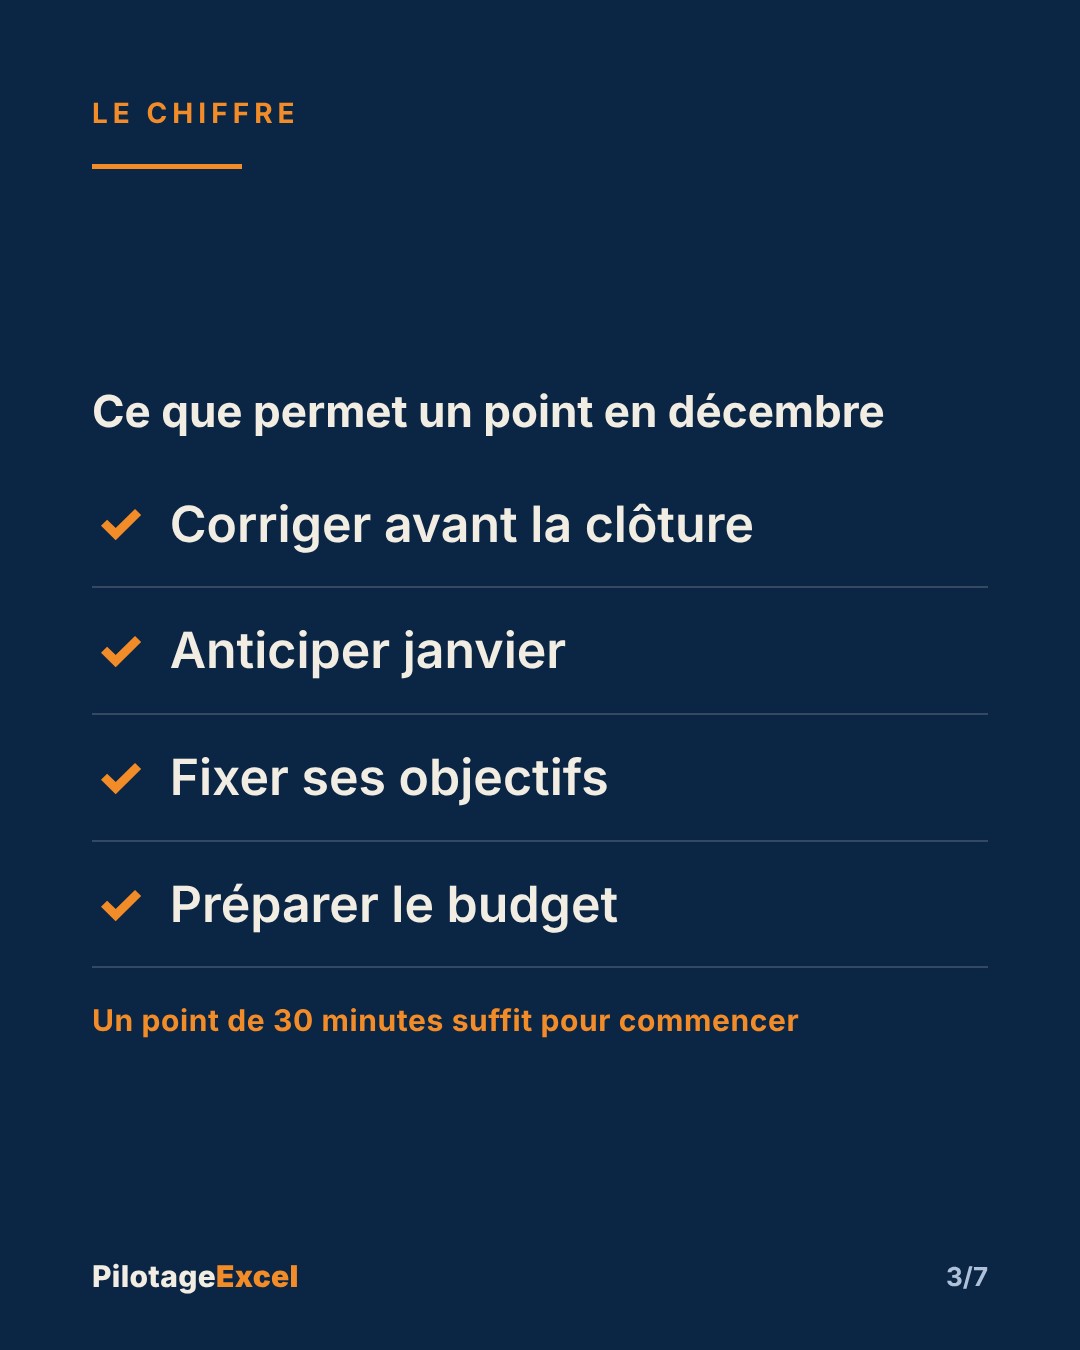 LE CHIFFRE
Ce que permet un point en décembre
Corriger avant la clôture
Anticiper janvier
Fixer ses objectifs
Préparer le budget
Un point de 30 minutes suffit pour commencer
PilotageExcel
3/7